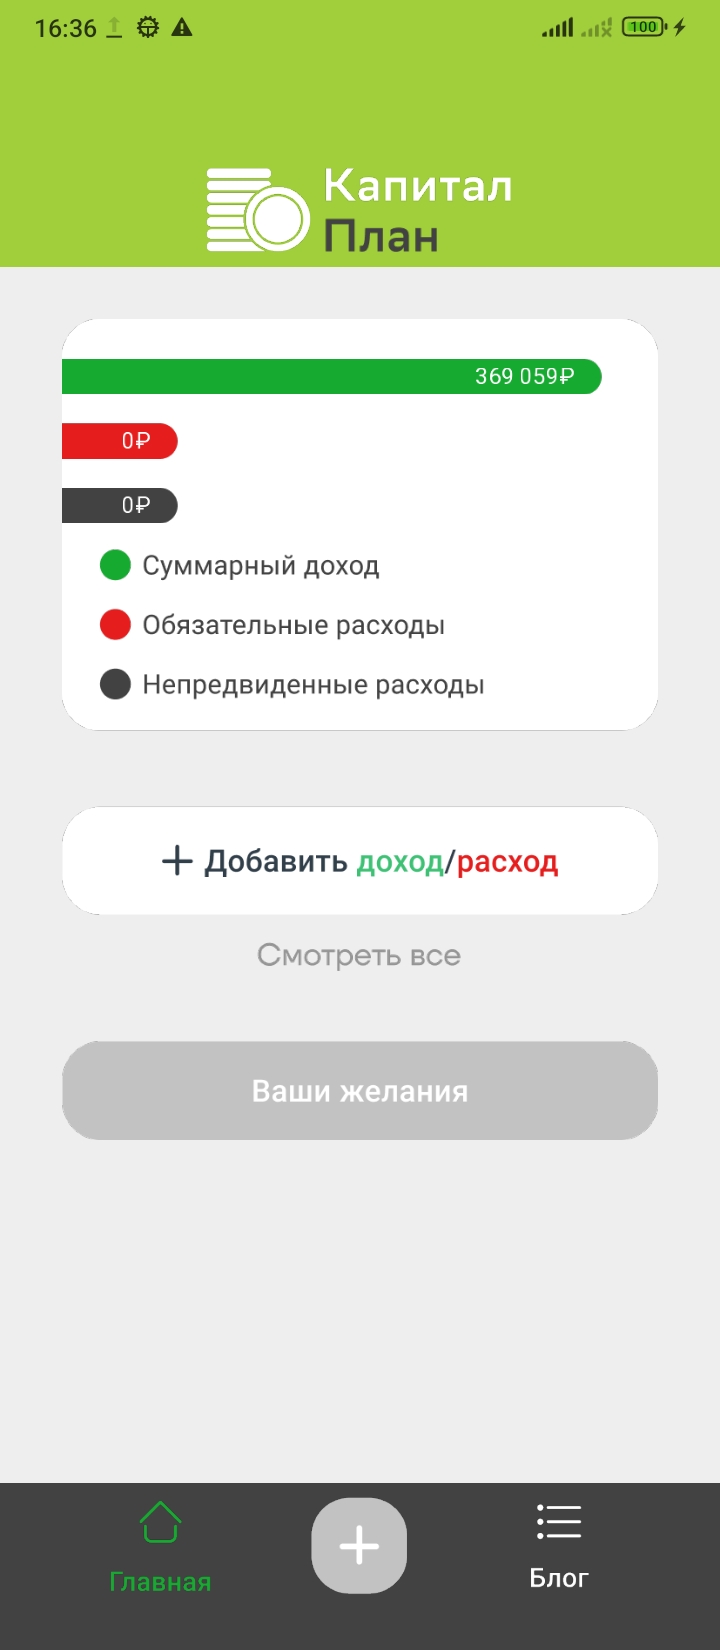 16:36
100
Капитал
План
369 059₽
0₽
0₽
Суммарный доход
Обязательные расходы
Непредвиденные расходы
+ Добавить доход/расход
Смотреть все
Ваши желания
Главная
Блог